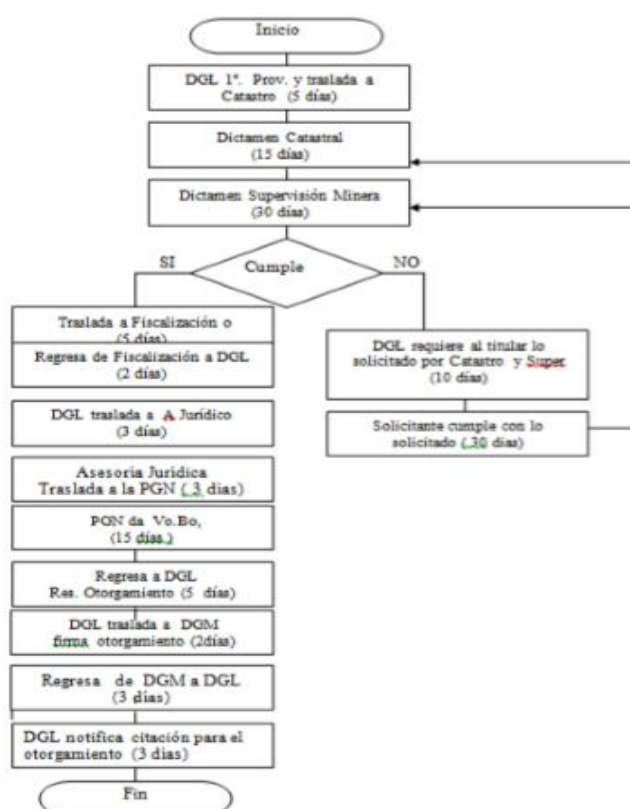 Inicio
DGL 1ª. Prov. y traslada a
Catastro (5 días)
Dictamen Catastral
(15 días)
Dictamen Supervisión Minera
(30 días)
Cumple
SI
NO
Traslada a Fiscalización o
(5 días)
Regresa de Fiscalización a DGL
(2 días)
DGL traslada a A Jurídico
(3 días)
Asesoría Jurídica
Traslada a la PGN ( 3 dias)
PGN da Vo.Bo,
(15 días )
Regresa a DGL
Res. Otorgamiento (5 días)
DGL traslada a DGM
firma otorgamiento (2días)
Regresa de DGM a DGL
(3 días)
DGL notifica citación para el
otorgamiento (3 dias)
Fin
DGL requiere al titular lo
solicitado por Catastro y Super
(10 días)
Solicitante cumple con lo
solicitado ( 30 dias)